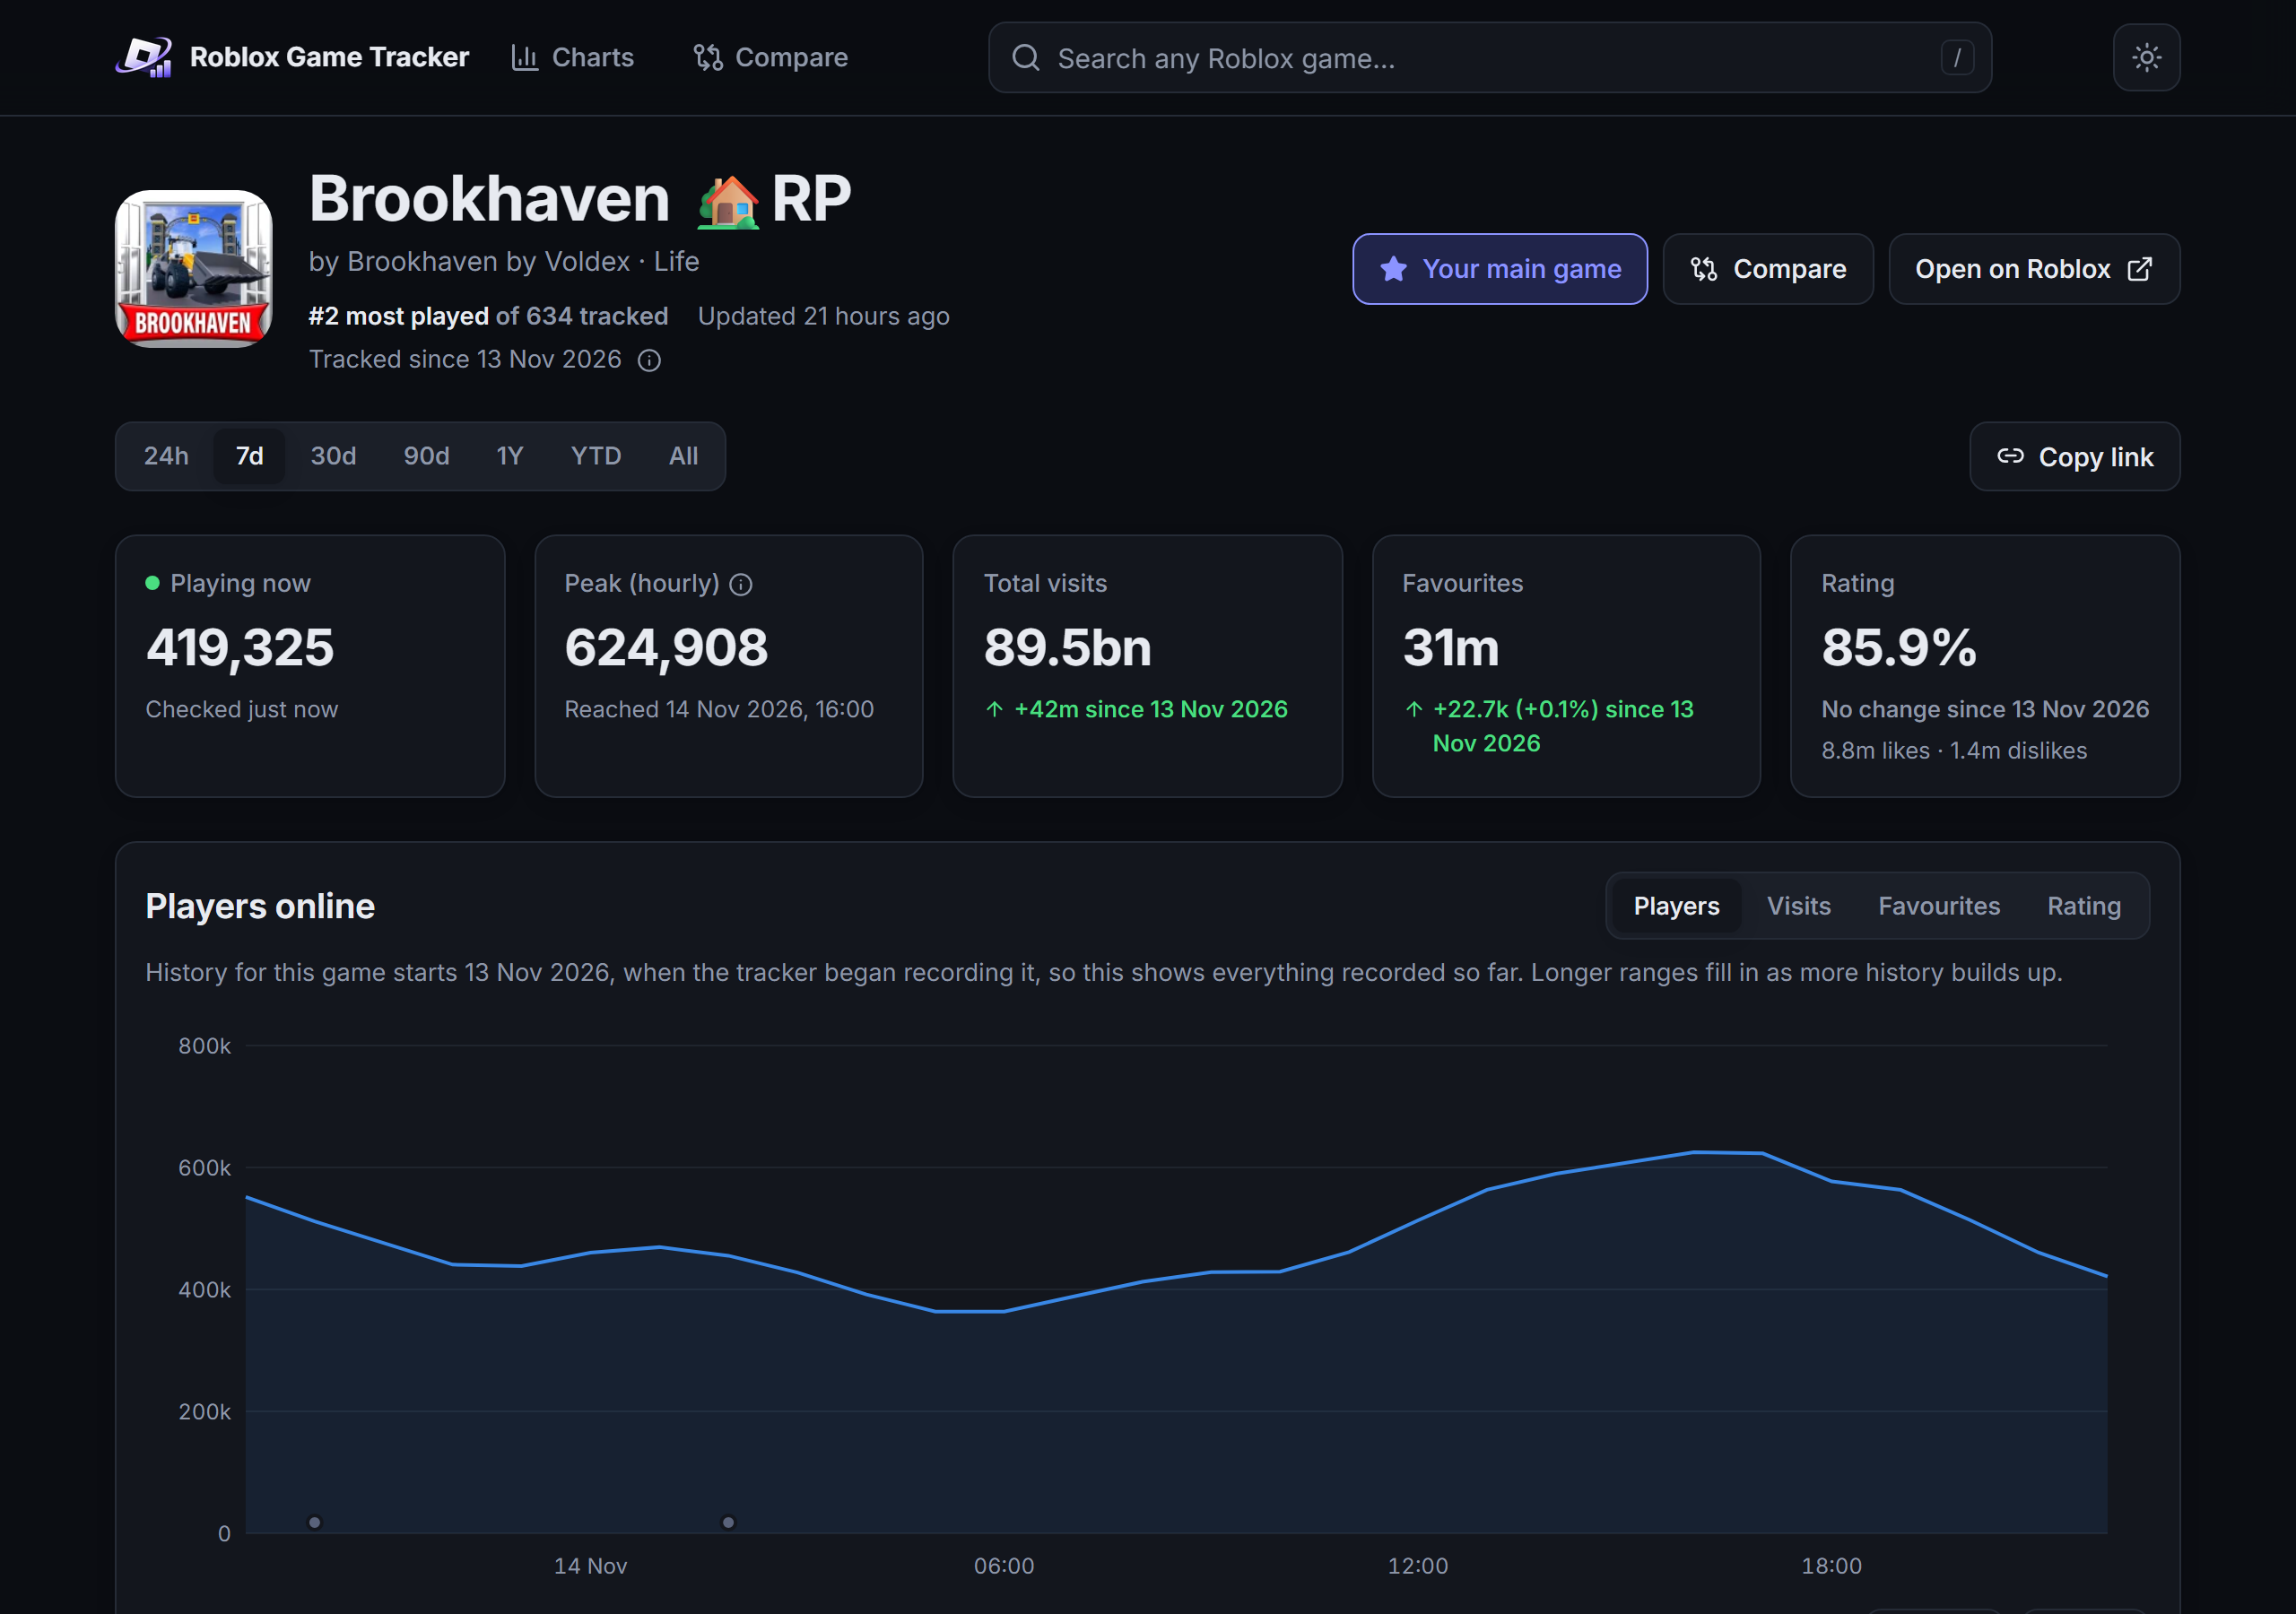 Roblox Game Tracker
Charts
Compare
Search any Roblox game...
/
Brookhaven 🏠RP
BROOKHAVEN
by Brookhaven by Voldex · Life
#2 most played of 634 tracked Updated 21 hours ago
Tracked since 13 Nov 2026
Your main game
Compare
Open on Roblox
24h 7d 30d 90d 1Y YTD All
Copy link
Playing now
419,325
Checked just now
Peak (hourly)
624,908
Reached 14 Nov 2026, 16:00
Total visits
89.5bn
↑ +42m since 13 Nov 2026
Favourites
31m
↑ +22.7k (+0.1%) since 13
Nov 2026
Rating
85.9%
No change since 13 Nov 2026
8.8m likes · 1.4m dislikes
Players online
Players Visits Favourites Rating
History for this game starts 13 Nov 2026, when the tracker began recording it, so this shows everything recorded so far. Longer ranges fill in as more history builds up.
800k
600k
400k
200k
0
14 Nov 06:00 12:00 18:00